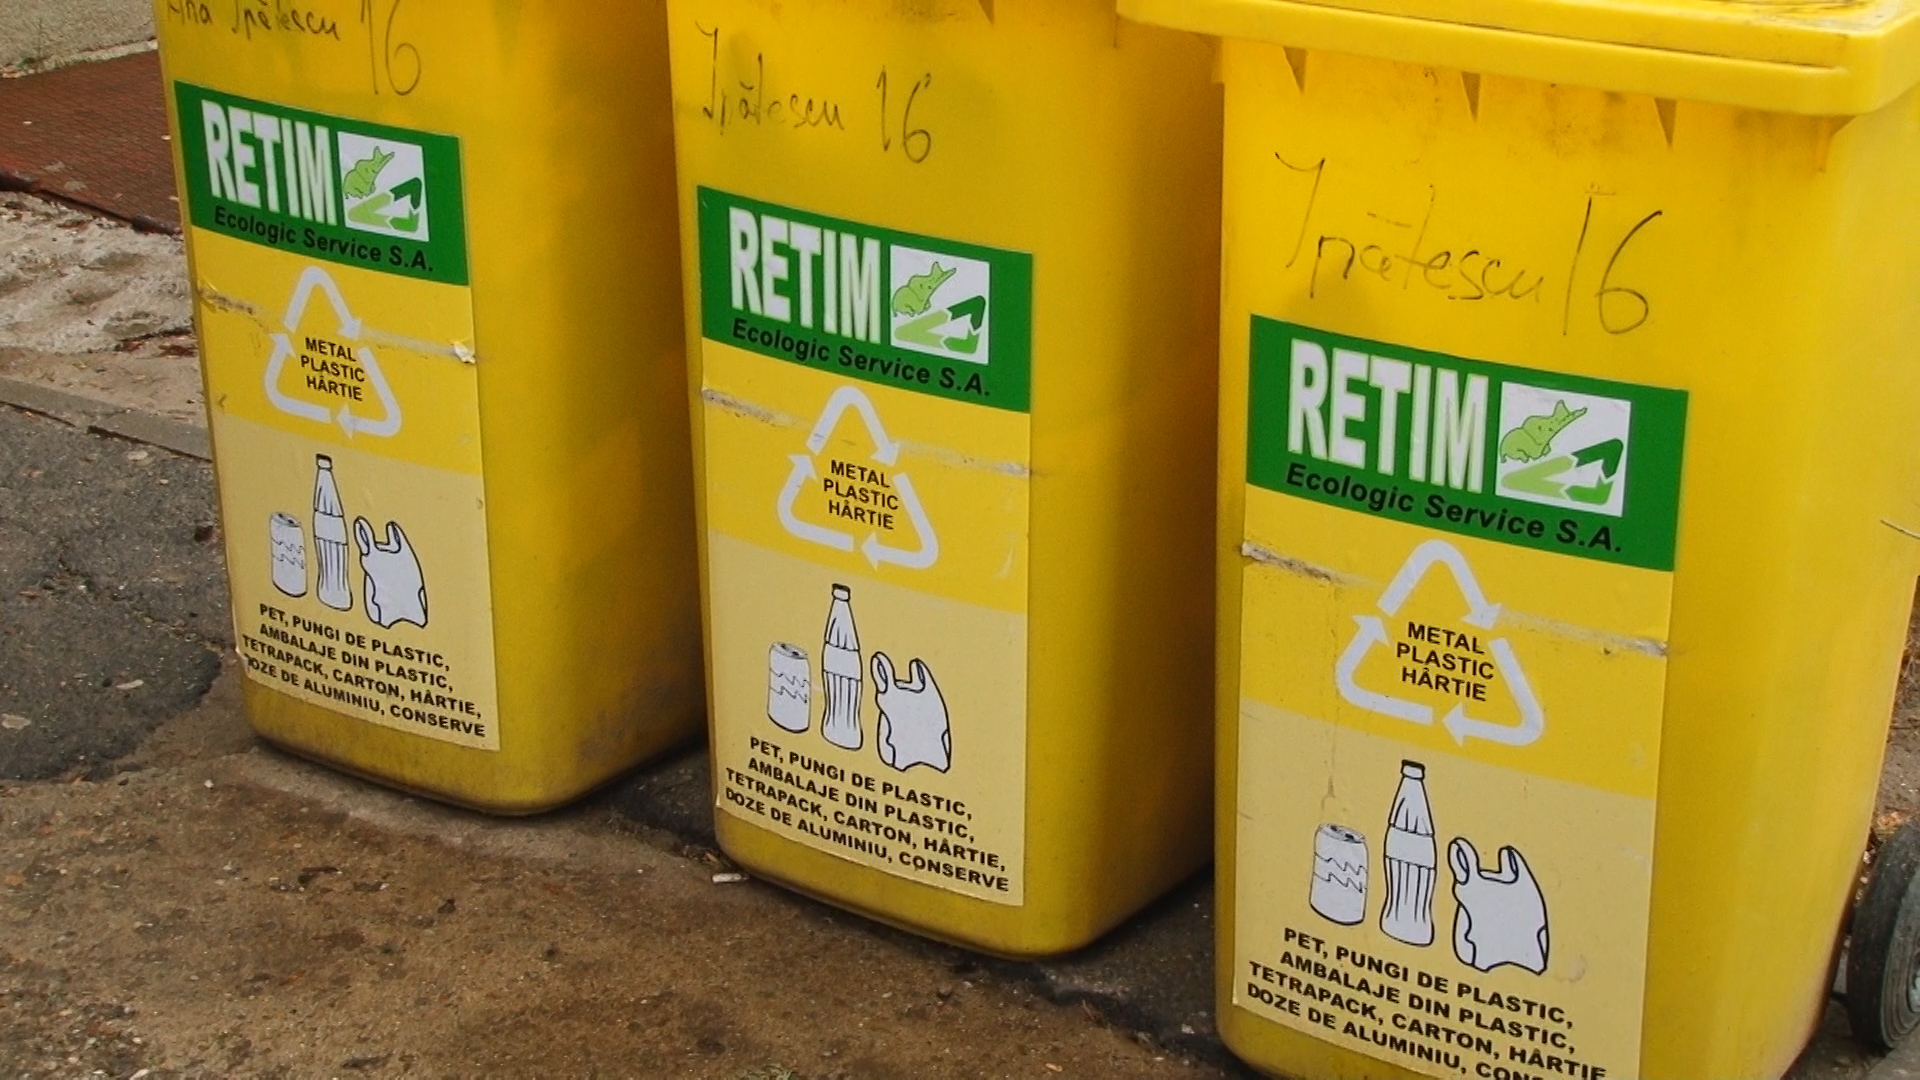 Ana Ipătescu 16
RETIM
Ecologic Service S.A.
METAL
PLASTIC
HÂRTIE
PET, PUNGI DE PLASTIC,
AMBALAJE DIN PLASTIC,
TETRAPACK, CARTON, HÂRTIE,
DOZE DE ALUMINIU, CONSERVE
Ipătescu 16
RETIM
Ecologic Service S.A.
METAL
PLASTIC
HÂRTIE
PET, PUNGI DE PLASTIC,
AMBALAJE DIN PLASTIC,
TETRAPACK, CARTON, HÂRTIE,
DOZE DE ALUMINIU, CONSERVE
Ipătescu 16
RETIM
Ecologic Service S.A.
METAL
PLASTIC
HÂRTIE
PET, PUNGI DE PLASTIC,
AMBALAJE DIN PLASTIC,
TETRAPACK, CARTON, HÂRTIE
DOZE DE ALUMINIU,